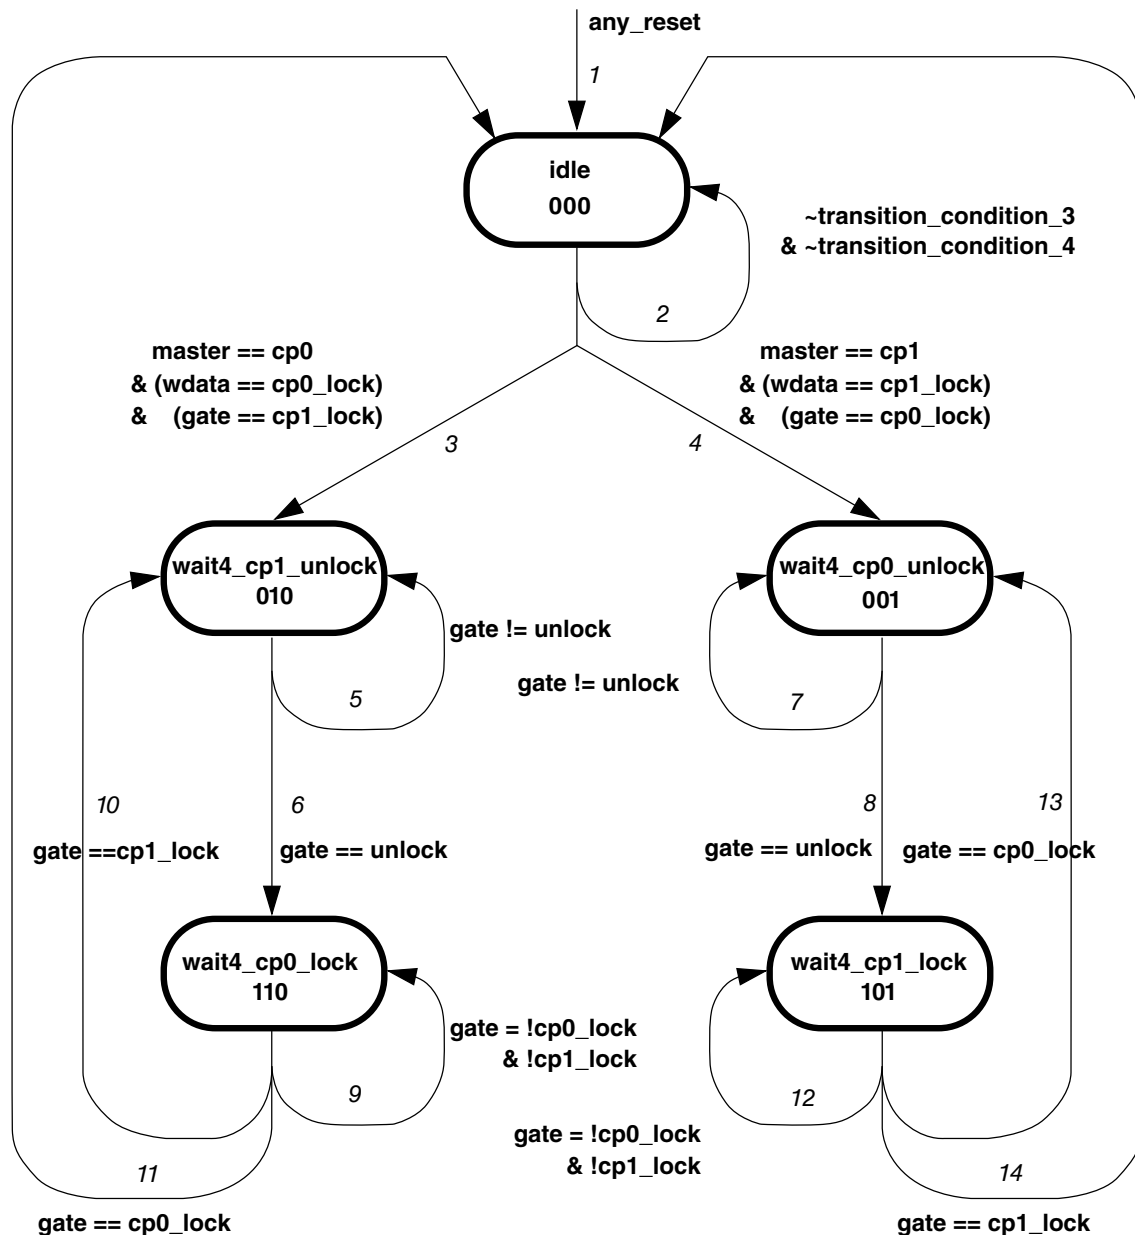 any_reset
1
idle
000
~transition_condition_3
& ~transition_condition_4
2
master == cp0
& (wdata == cp0_lock)
& (gate == cp1_lock)
master == cp1
& (wdata == cp1_lock)
& (gate == cp0_lock)
3
4
wait4_cp1_unlock
010
wait4_cp0_unlock
001
gate != unlock
gate != unlock
5
7
10
6
8
13
gate ==cp1_lock
gate == unlock
gate == unlock
gate == cp0_lock
wait4_cp0_lock
110
wait4_cp1_lock
101
gate = !cp0_lock
& !cp1_lock
9
12
gate = !cp0_lock
& !cp1_lock
11
14
gate == cp0_lock
gate == cp1_lock